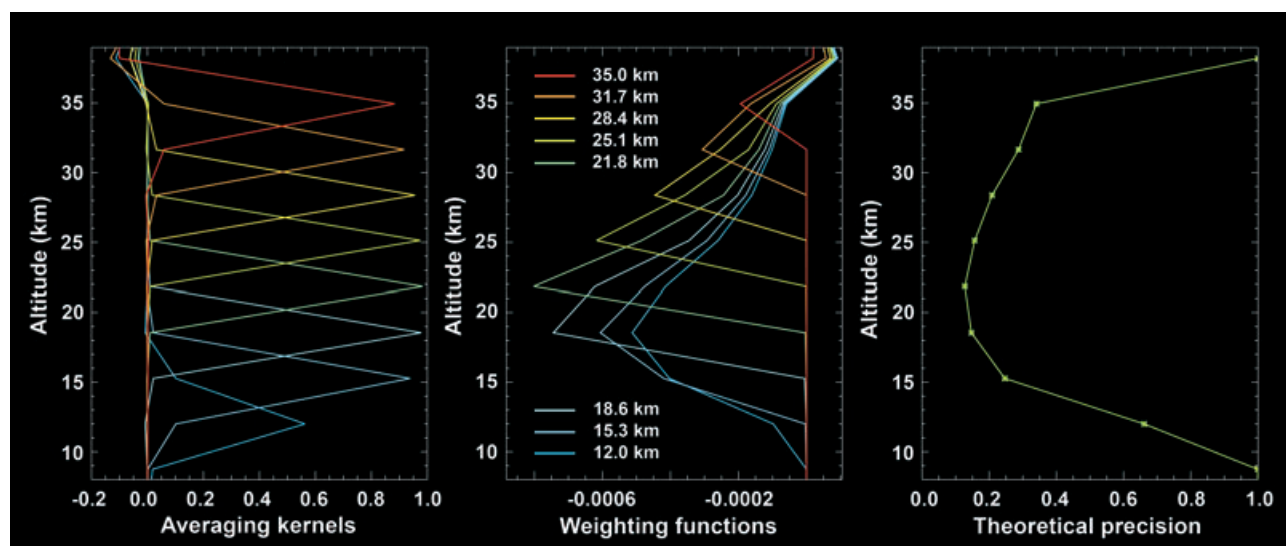 Altitude (km)
35
30
25
20
15
10
-0.2 0.0 0.2 0.4 0.6 0.8 1.0
Averaging kernels
Altitude (km)
35
30
25
20
15
10
35.0 km
31.7 km
28.4 km
25.1 km
21.8 km
18.6 km
15.3 km
12.0 km
-0.0006 -0.0002
Weighting functions
Altitude (km)
35
30
25
20
15
10
0.0 0.2 0.4 0.6 0.8 1.0
Theoretical precision